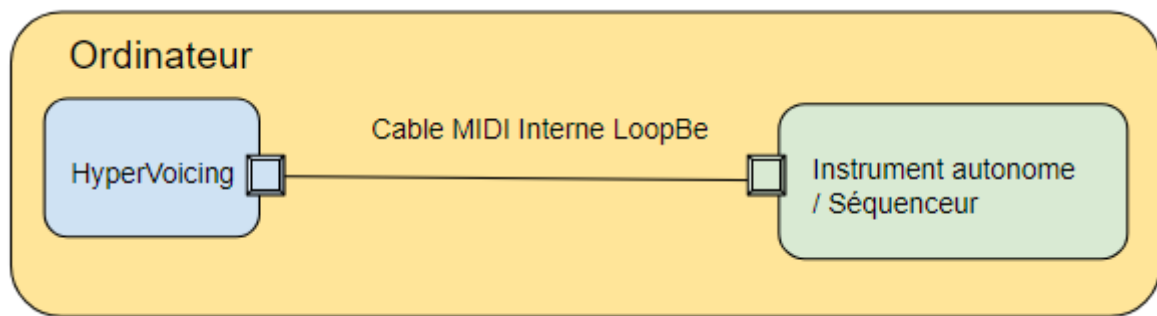 Ordinateur
Cable MIDI Interne LoopBe
HyperVoicing
Instrument autonome
/ Séquenceur